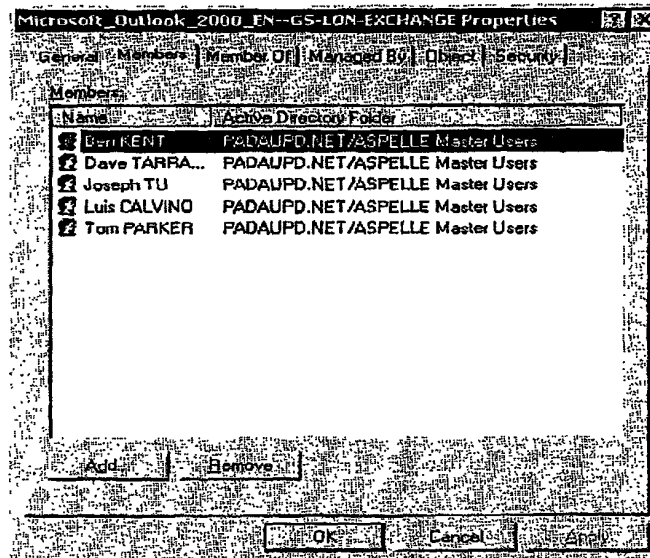 Microsoft_Outlook_2000_EN--GS-LON-EXCHANGE Properties
General Members Member Of Managed By Object Security
Members:
Name Active Directory Folder
Ben KENT PADAUPD.NET/ASPELLE Master Users
Dave TARRA... PADAUPD.NET/ASPELLE Master Users
Joseph TU PADAUPD.NET/ASPELLE Master Users
Luis CALVINO PADAUPD.NET/ASPELLE Master Users
Tom PARKER PADAUPD.NET/ASPELLE Master Users
Add... Remove
OK Cancel Apply